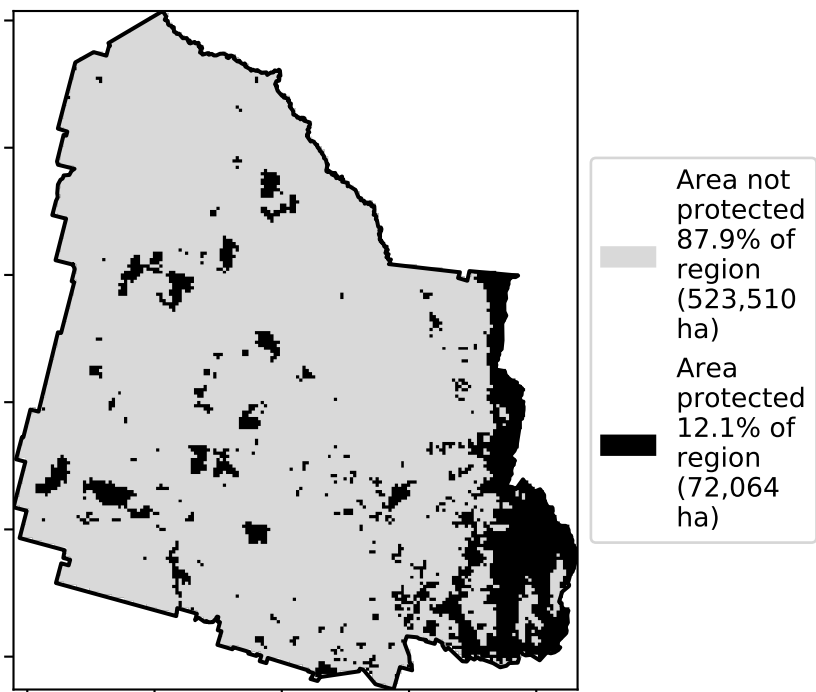 Area not
protected
87.9% of
region
(523,510
ha)
Area
protected
12.1% of
region
(72,064
ha)